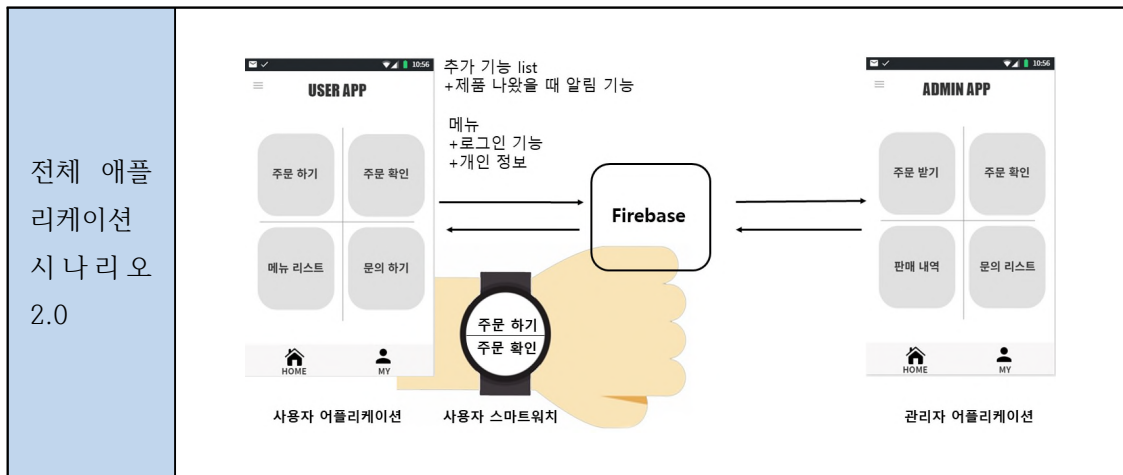 전체 애플
리케이션
시나리오
2.0
10:56
USER APP
주문 하기
주문 확인
메뉴 리스트
문의 하기
HOME
MY
사용자 어플리케이션
추가 기능 list
+제품 나왔을 때 알림 기능
메뉴
+로그인 기능
+개인 정보
Firebase
주문 하기
주문 확인
사용자 스마트워치
10:56
ADMIN APP
주문 받기
주문 확인
판매 내역
문의 리스트
HOME
MY
관리자 어플리케이션